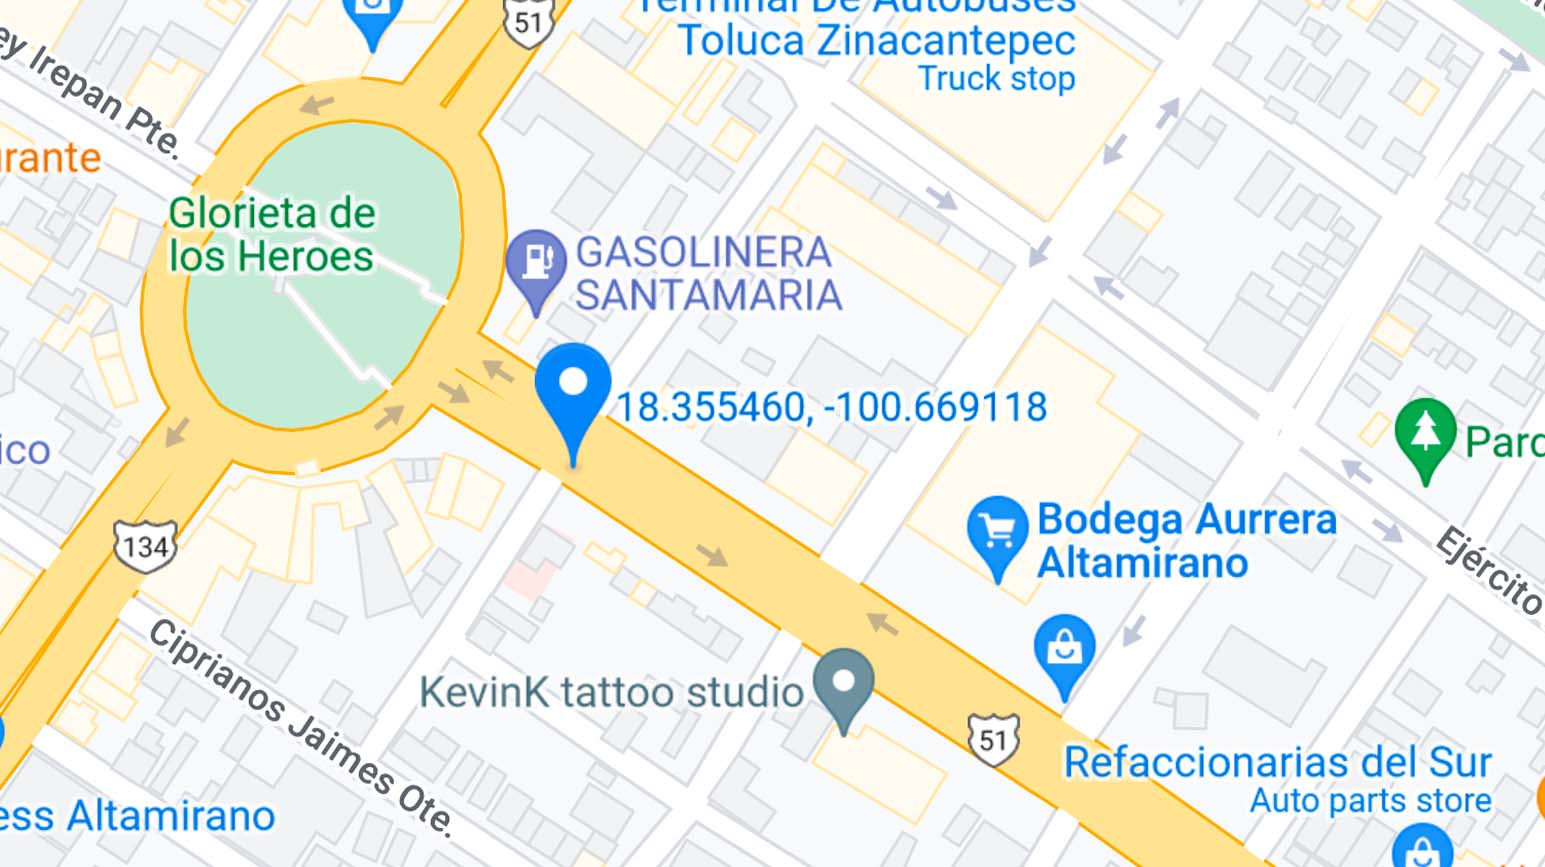 51
Terminal De Autobuses
Toluca Zinacantepec
Truck stop
ey Irepan Pte.
urante
Glorieta de
los Heroes
GASOLINERA
SANTAMARIA
18.355460, -100.669118
ico
134
Parc
Bodega Aurrera
Altamirano
Ejército
Ciprianos Jaimes Ote.
KevinK tattoo studio
51
Refaccionarias del Sur
Auto parts store
ess Altamirano